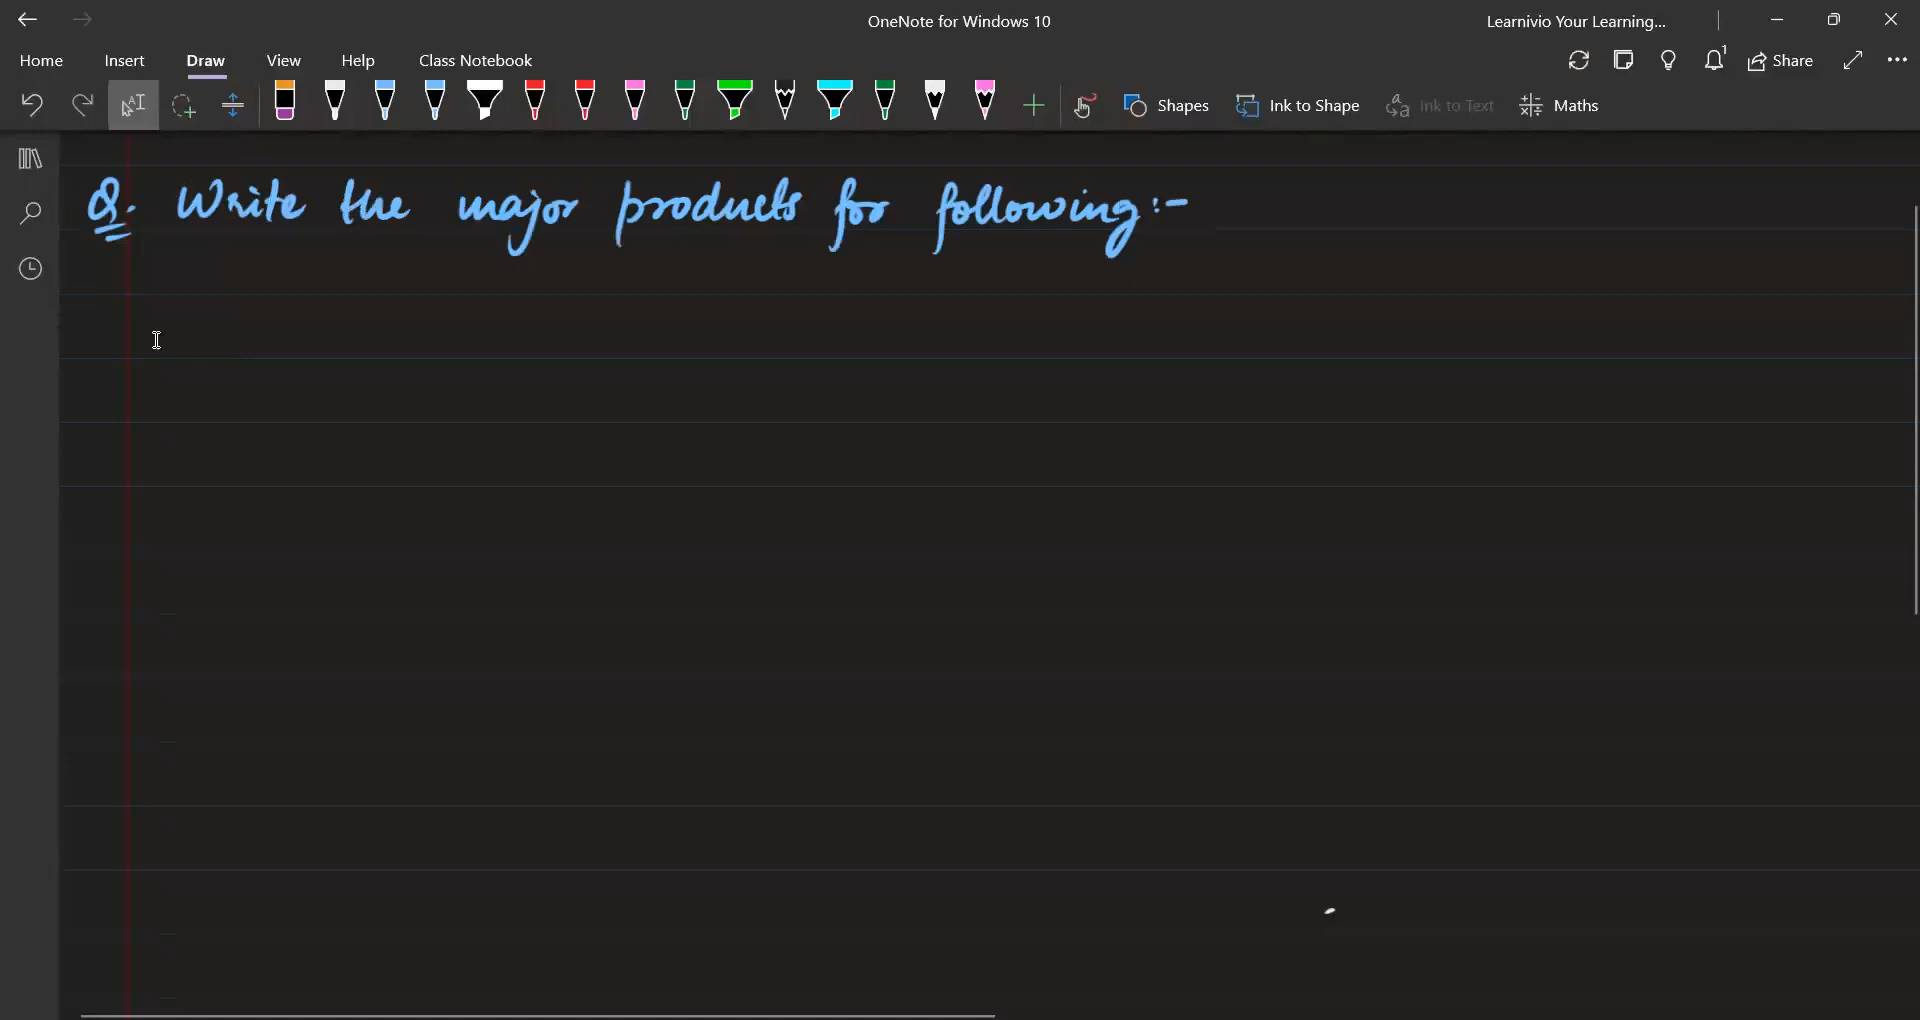 OneNote for Windows 10
Learnivio Your Learning...
Home Insert Draw View Help Class Notebook
1
Share
Shapes Ink to Shape Ink to Text Maths
Q. Write the major products for following :-